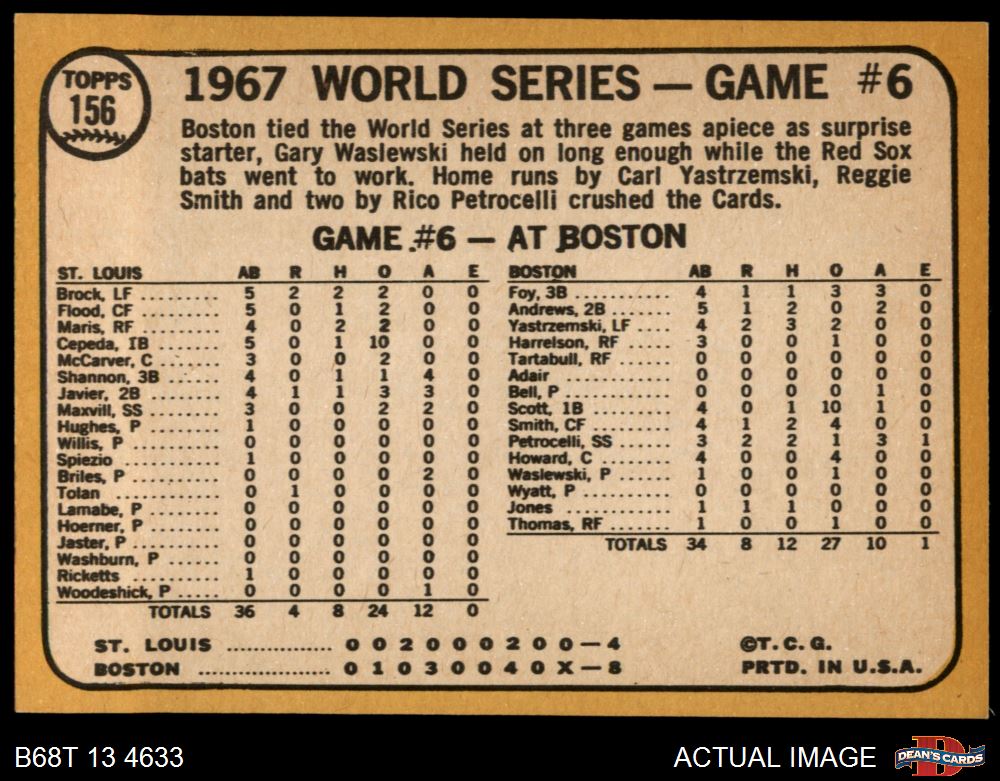 TOPPS
156
1967 WORLD SERIES — GAME #6
Boston tied the World Series at three games apiece as surprise
starter, Gary Waslewski held on long enough while the Red Sox
bats went to work. Home runs by Carl Yastrzemski, Reggie
Smith and two by Rico Petrocelli crushed the Cards.
GAME #6 — AT BOSTON
ST. LOUIS AB R H O A E
Brock, LF ......... 5 2 2 2 0 0
Flood, CF ......... 5 0 1 2 0 0
Maris, RF ......... 4 0 2 2 0 0
Cepeda, 1B ........ 5 0 1 10 0 0
McCarver, C ....... 3 0 0 2 0 0
Shannon, 3B ...... 4 0 1 1 4 0
Javier, 2B ........ 4 1 1 3 3 0
Maxvill, SS ....... 3 0 0 2 2 0
Hughes, P ......... 1 0 0 0 0 0
Willis, P .......... 0 0 0 0 0 0
Spiezio ........... 1 0 0 0 0 0
Briles, P .......... 0 0 0 0 2 0
Tolan ............ 0 1 0 0 0 0
Lamabe, P ........ 0 0 0 0 0 0
Hoerner, P ........ 0 0 0 0 0 0
Jaster, P .......... 0 0 0 0 0 0
Washburn, P ..... 0 0 0 0 0 0
Ricketts .......... 1 0 0 0 0 0
Woodeshick, P .... 0 0 0 0 1 0
TOTALS 36 4 8 24 12 0
BOSTON AB R H O A E
Foy, 3B ........... 4 1 1 3 3 0
Andrews, 2B ...... 5 1 2 0 2 0
Yastrzemski, LF .... 4 2 3 2 0 0
Harrelson, RF ..... 3 0 0 1 0 0
Tartabull, RF ...... 0 0 0 0 0 0
Adair ............. 0 0 0 0 0 0
Bell, P ............ 0 0 0 0 1 0
Scott, 1B ......... 4 0 1 10 1 0
Smith, CF ......... 4 1 2 4 0 0
Petrocelli, SS ...... 3 2 2 1 3 1
Howard, C ........ 4 0 0 4 0 0
Waslewski, P ...... 1 0 0 1 0 0
Wyatt, P .......... 0 0 0 0 0 0
Jones ............. 1 1 1 0 0 0
Thomas, RF ....... 1 0 0 1 0 0
TOTALS 34 8 12 27 10 1
ST. LOUIS ............... 0 0 2 0 0 0 2 0 0 — 4
BOSTON ................... 0 1 0 3 0 0 4 0 X — 8
©T.C.G.
PRTD. IN U.S.A.
B68T 13 4633
ACTUAL IMAGE
D
DEAN'S CARDS